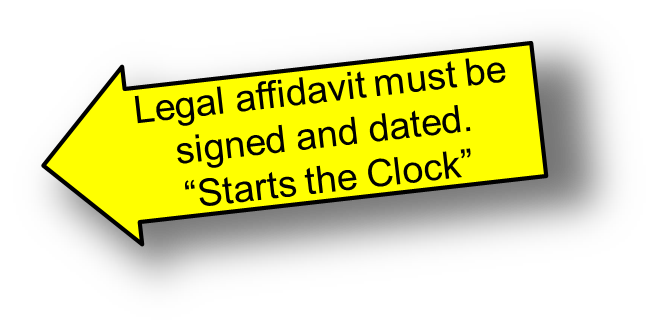 Legal affidavit must be
signed and dated.
“Starts the Clock”